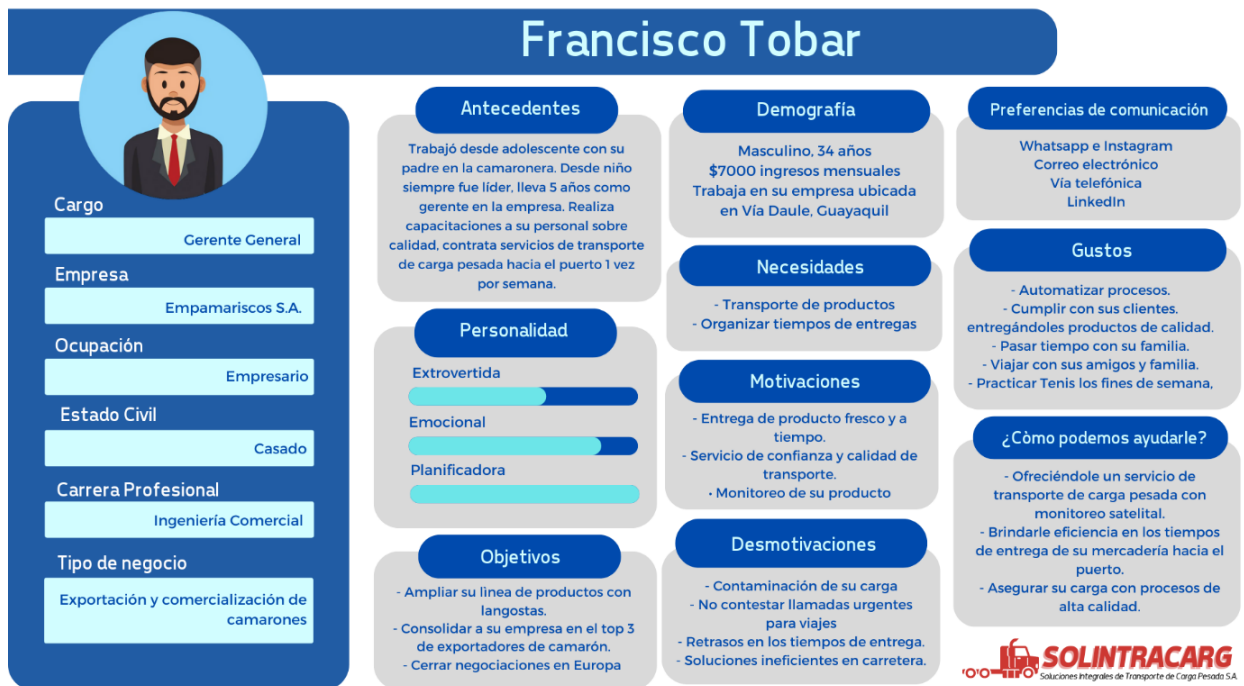 Francisco Tobar
Cargo
Gerente General
Empresa
Empamariscos S.A.
Ocupación
Empresario
Estado Civil
Casado
Carrera Profesional
Ingeniería Comercial
Tipo de negocio
Exportación y comercialización de
camarones
Antecedentes
Trabajó desde adolescente con su
padre en la camaronera. Desde niño
siempre fue líder, lleva 5 años como
gerente en la empresa. Realiza
capacitaciones a su personal sobre
calidad, contrata servicios de transporte
de carga pesada hacia el puerto 1 vez
por semana.
Personalidad
Extrovertida
Emocional
Planificadora
Objetivos
- Ampliar su lìnea de productos con
langostas.
- Consolidar a su empresa en el top 3
de exportadores de camarón.
- Cerrar negociaciones en Europa
Demografía
Masculino, 34 años
$7000 ingresos mensuales
Trabaja en su empresa ubicada
en Vía Daule, Guayaquil
Necesidades
- Transporte de productos
- Organizar tiempos de entregas
Motivaciones
- Entrega de producto fresco y a
tiempo.
- Servicio de confianza y calidad de
transporte.
• Monitoreo de su producto
Desmotivaciones
- Contaminación de su carga
- No contestar llamadas urgentes
para viajes
- Retrasos en los tiempos de entrega.
- Soluciones ineficientes en carretera.
Preferencias de comunicación
Whatsapp e Instagram
Correo electrónico
Vía telefónica
LinkedIn
Gustos
- Automatizar procesos.
- Cumplir con sus clientes.
entregándoles productos de calidad.
- Pasar tiempo con su familia.
- Viajar con sus amigos y familia.
- Practicar Tenis los fines de semana,
¿Còmo podemos ayudarle?
- Ofreciéndole un servicio de
transporte de carga pesada con
monitoreo satelital.
- Brindarle eficiencia en los tiempos
de entrega de su mercadería hacia el
puerto.
- Asegurar su carga con procesos de
alta calidad.
SOLINTRACARG
Soluciones Integrales de Transporte de Carga Pesada S.A.